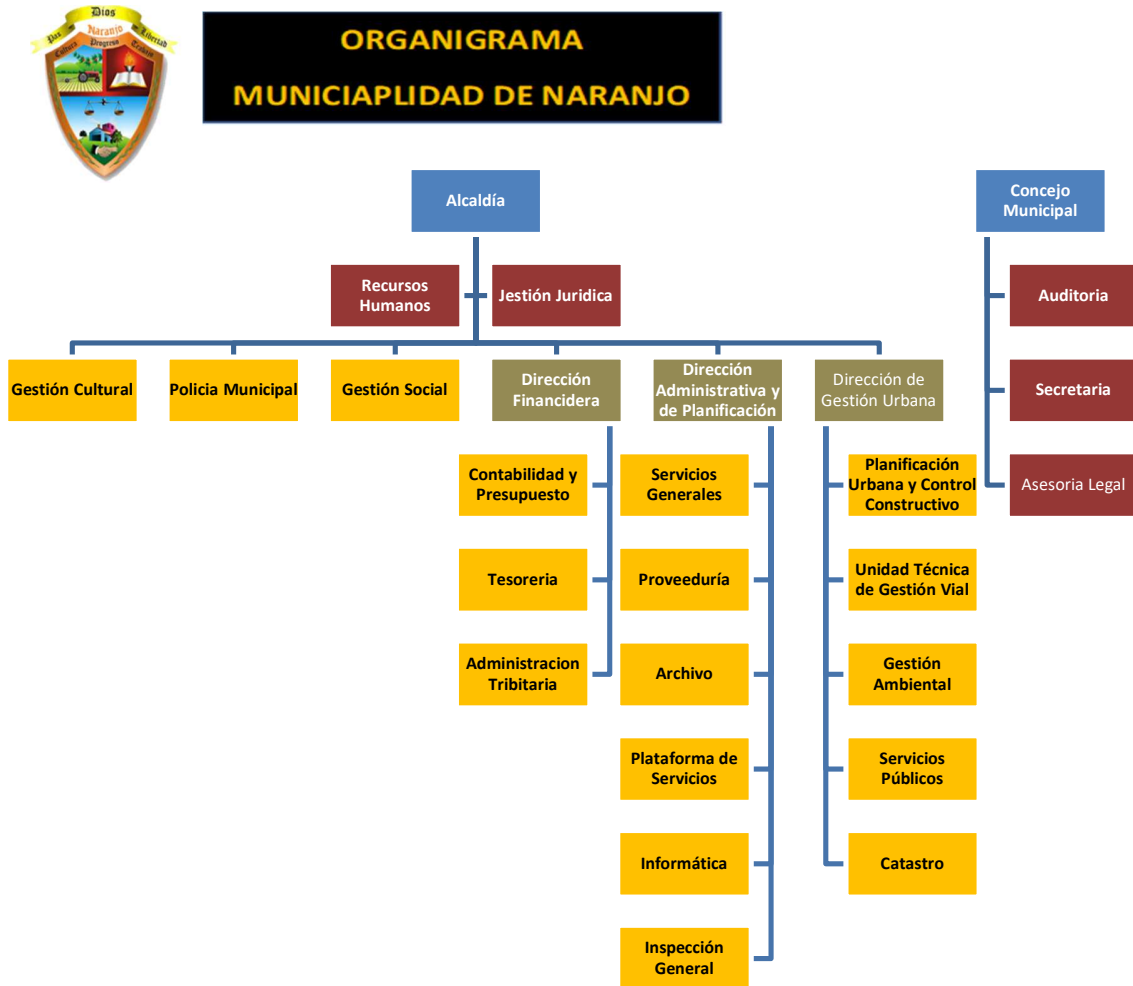 Dios
Paz
Naranjo
Libertad
Cultura
Progreso
Trabajo
ORGANIGRAMA
MUNICIAPLIDAD DE NARANJO
Alcaldía
Concejo
Municipal
Recursos
Humanos
Jestión Juridica
Auditoria
Secretaria
Asesoria Legal
Gestión Cultural
Policia Municipal
Gestión Social
Dirección
Financidera
Dirección
Administrativa y
de Planificación
Dirección de
Gestión Urbana
Contabilidad y
Presupuesto
Tesoreria
Administracion
Tribitaria
Servicios
Generales
Proveeduría
Archivo
Plataforma de
Servicios
Informática
Inspección
General
Planificación
Urbana y Control
Constructivo
Unidad Técnica
de Gestión Vial
Gestión
Ambiental
Servicios
Públicos
Catastro